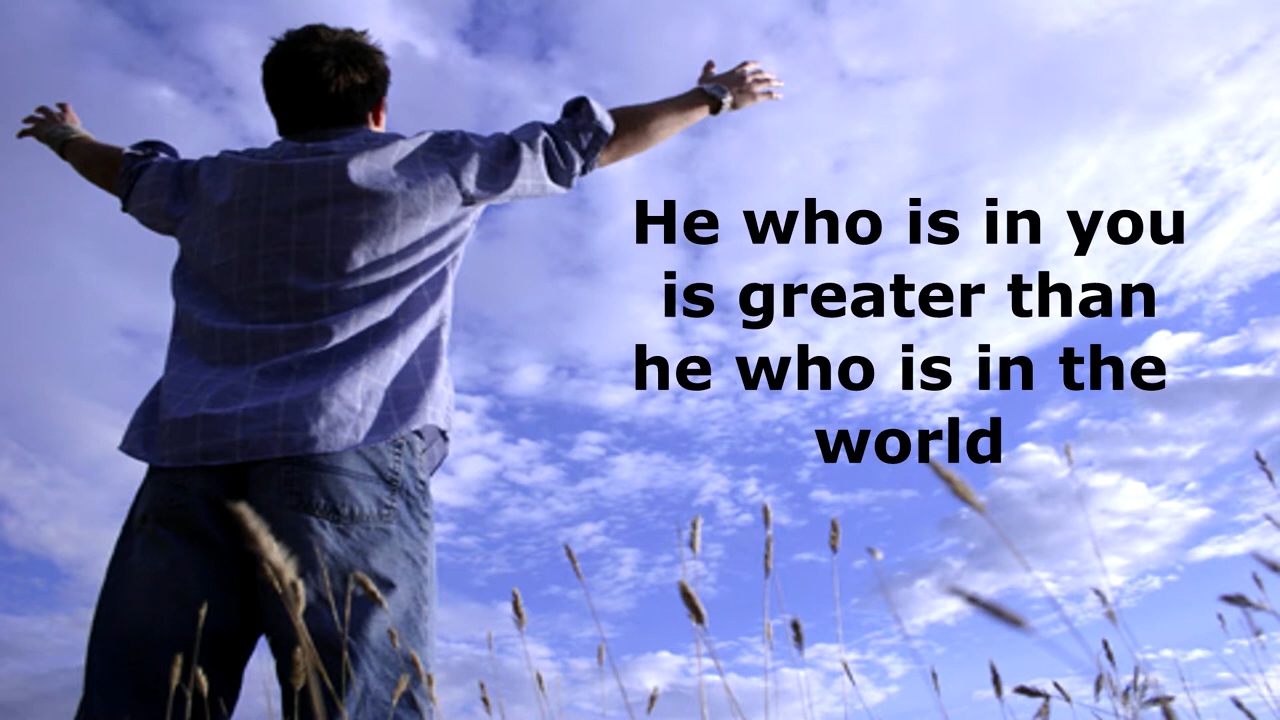 He who is in you
is greater than
he who is in the
world